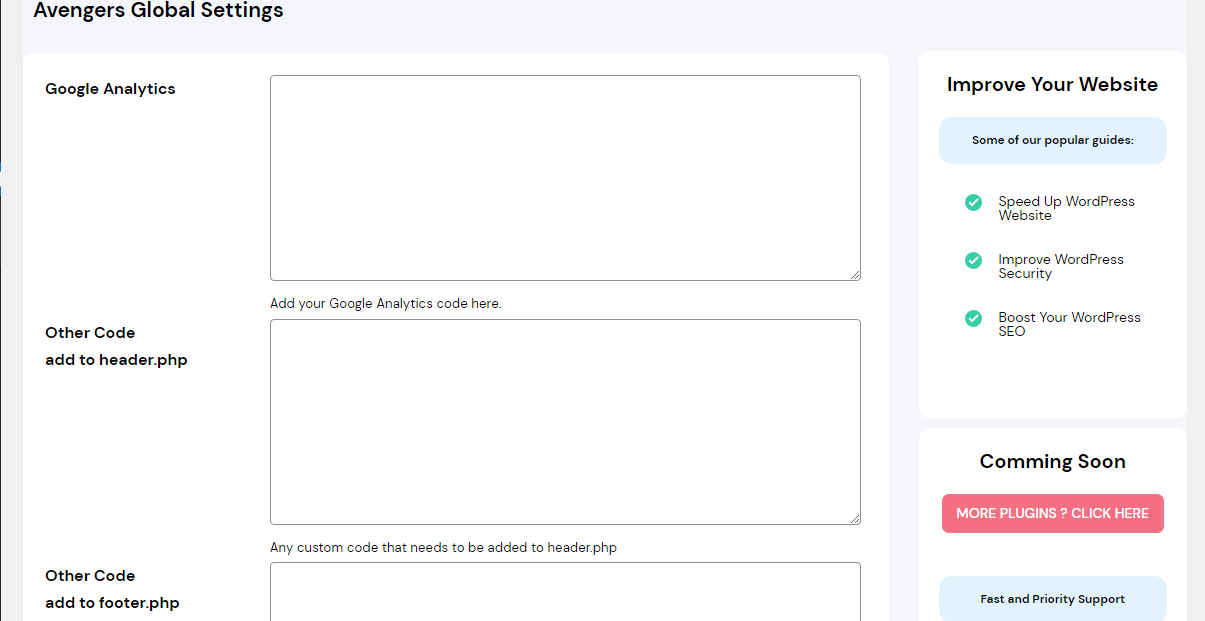 Avengers Global Settings
Google Analytics
Add your Google Analytics code here.
Other Code
add to header.php
Any custom code that needs to be added to header.php
Other Code
add to footer.php
Improve Your Website
Some of our popular guides:
Speed Up WordPress
Website
Improve WordPress
Security
Boost Your WordPress
SEO
Comming Soon
MORE PLUGINS ? CLICK HERE
Fast and Priority Support